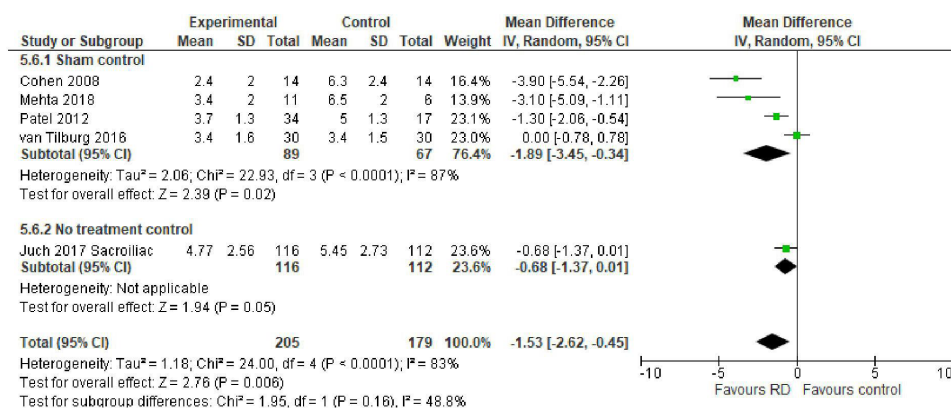 Experimental Control Mean Difference Mean Difference
Study or Subgroup Mean SD Total Mean SD Total Weight IV, Random, 95% CI IV, Random, 95% CI
5.6.1 Sham control
Cohen 2008 2.4 2 14 6.3 2.4 14 16.4% -3.90 [-5.54, -2.26]
Mehta 2018 3.4 2 11 6.5 2 6 13.9% -3.10 [-5.09, -1.11]
Patel 2012 3.7 1.3 34 5 1.3 17 23.1% -1.30 [-2.06, -0.54]
van Tilburg 2016 3.4 1.6 30 3.4 1.5 30 23.0% 0.00 [-0.78, 0.78]
Subtotal (95% CI) 89 67 76.4% -1.89 [-3.45, -0.34]
Heterogeneity: Tau² = 2.06; Chi² = 22.93, df = 3 (P < 0.0001); I² = 87%
Test for overall effect: Z = 2.39 (P = 0.02)
5.6.2 No treatment control
Juch 2017 Sacroiliac 4.77 2.56 116 5.45 2.73 112 23.6% -0.68 [-1.37, 0.01]
Subtotal (95% CI) 116 112 23.6% -0.68 [-1.37, 0.01]
Heterogeneity: Not applicable
Test for overall effect: Z = 1.94 (P = 0.05)
Total (95% CI) 205 179 100.0% -1.53 [-2.62, -0.45]
Heterogeneity: Tau² = 1.18; Chi² = 24.00, df = 4 (P < 0.0001); I² = 83%
Test for overall effect: Z = 2.76 (P = 0.006)
Test for subgroup differences: Chi² = 1.95, df = 1 (P = 0.16), I² = 48.8%
-10 -5 0 5 10
Favours RD Favours control